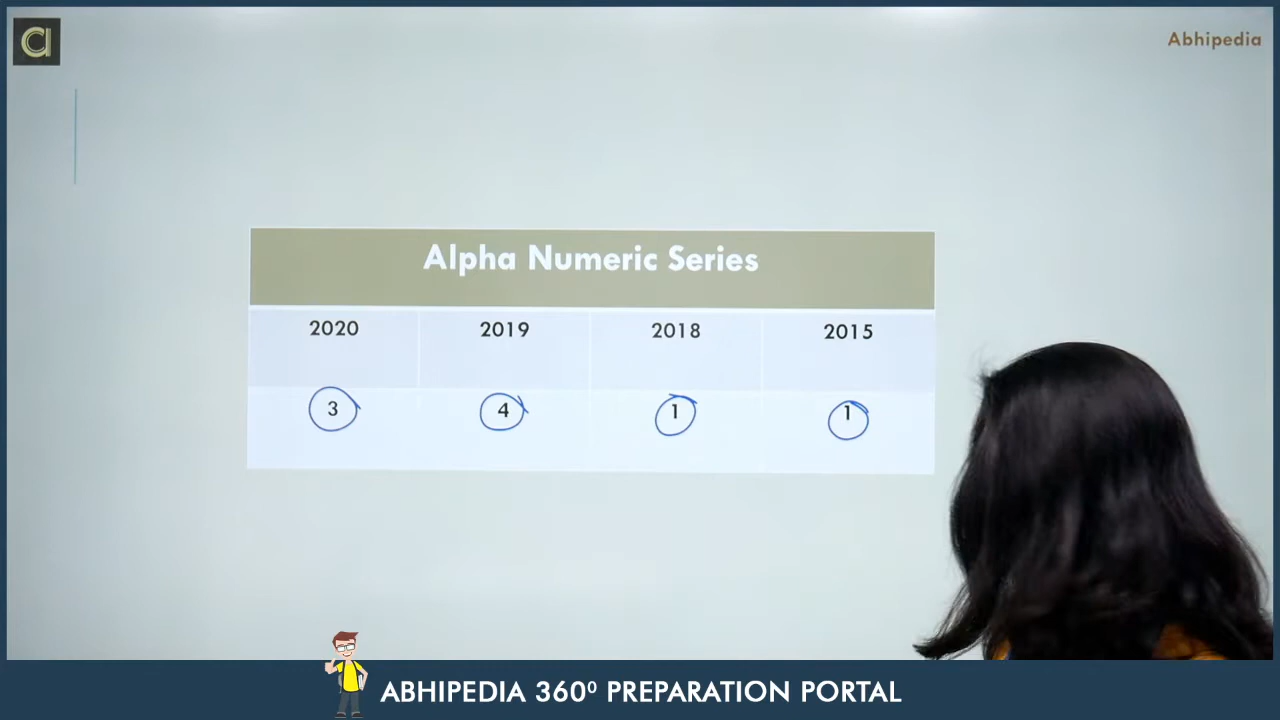 Abhipedia
Alpha Numeric Series
2020 2019 2018 2015
3 4 1 1
ABHIPEDIA 360⁰ PREPARATION PORTAL